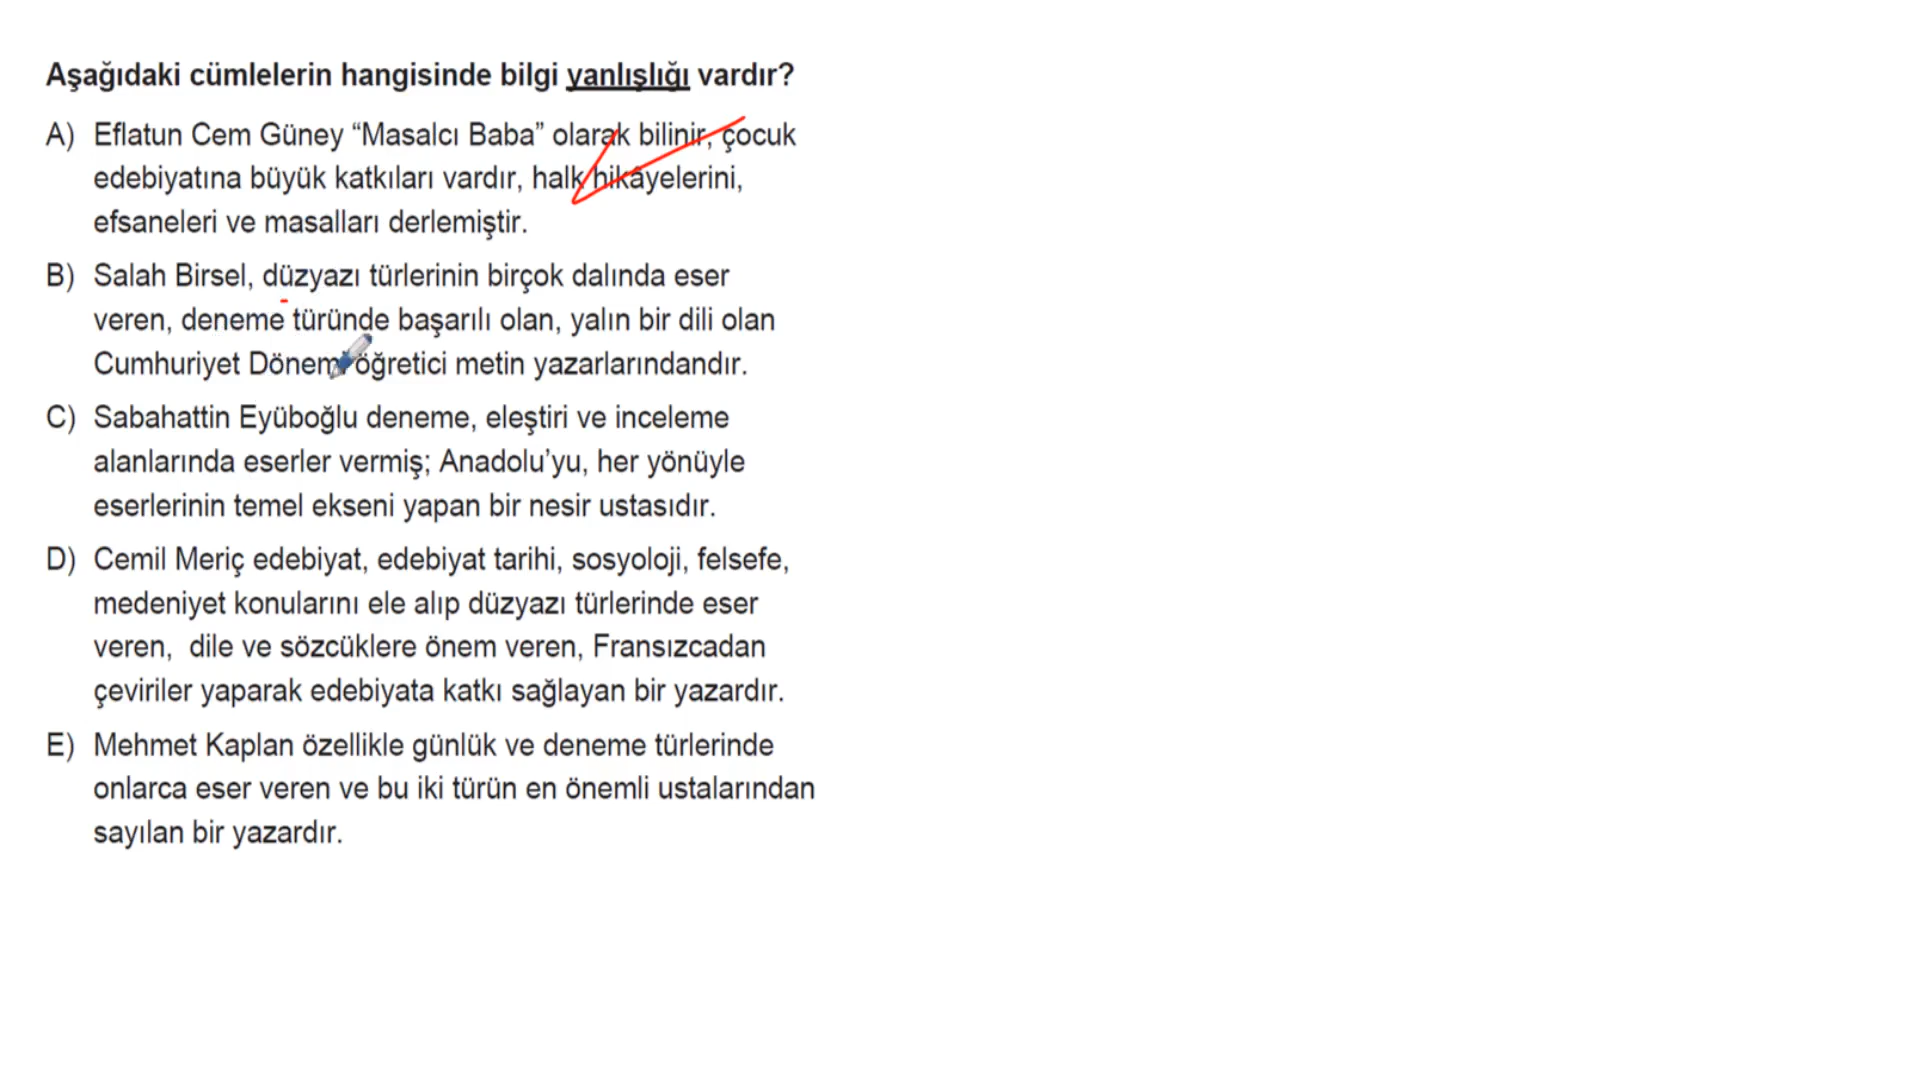 Aşağıdaki cümlelerin hangisinde bilgi yanlışlığı vardır?
A) Eflatun Cem Güney “Masalcı Baba” olarak bilinir, çocuk
edebiyatına büyük katkıları vardır, halk hikâyelerini,
efsaneleri ve masalları derlemiştir.
B) Salah Birsel, düzyazı türlerinin birçok dalında eser
veren, deneme türünde başarılı olan, yalın bir dili olan
Cumhuriyet Dönemi öğretici metin yazarlarındandır.
C) Sabahattin Eyüboğlu deneme, eleştiri ve inceleme
alanlarında eserler vermiş; Anadolu’yu, her yönüyle
eserlerinin temel ekseni yapan bir nesir ustasıdır.
D) Cemil Meriç edebiyat, edebiyat tarihi, sosyoloji, felsefe,
medeniyet konularını ele alıp düzyazı türlerinde eser
veren, dile ve sözcüklere önem veren, Fransızcadan
çeviriler yaparak edebiyata katkı sağlayan bir yazardır.
E) Mehmet Kaplan özellikle günlük ve deneme türlerinde
onlarca eser veren ve bu iki türün en önemli ustalarından
sayılan bir yazardır.